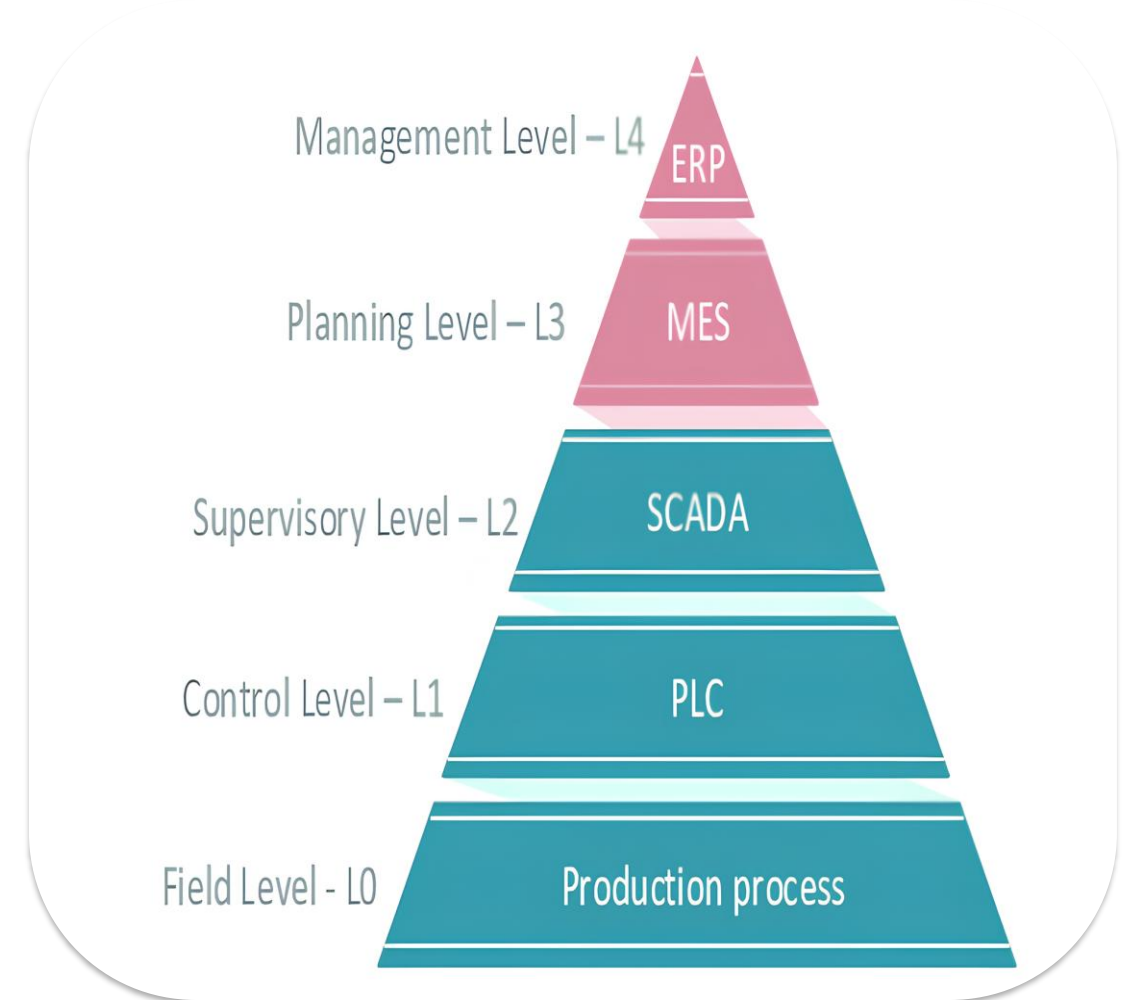 Management Level – L4
ERP
Planning Level – L3
MES
Supervisory Level – L2
SCADA
Control Level – L1
PLC
Field Level - L0
Production process